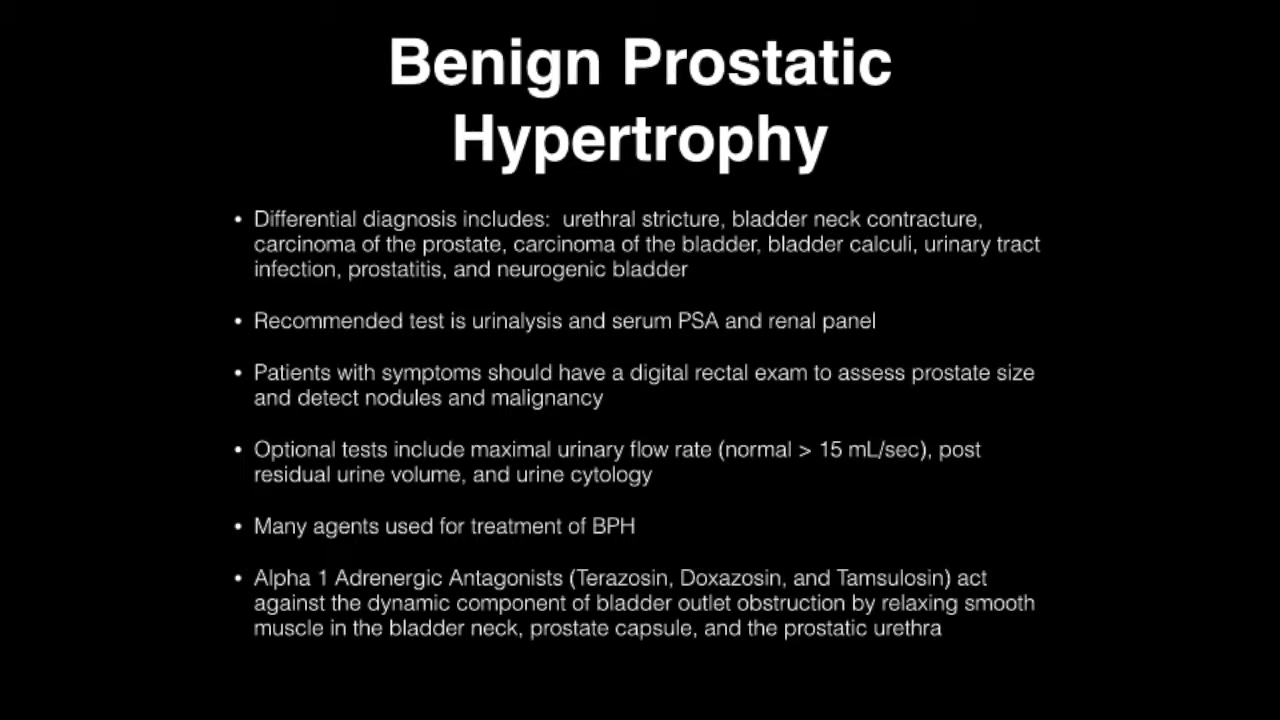 Benign Prostatic
Hypertrophy
• Differential diagnosis includes:  urethral stricture, bladder neck contracture,
carcinoma of the prostate, carcinoma of the bladder, bladder calculi, urinary tract
infection, prostatitis, and neurogenic bladder
• Recommended test is urinalysis and serum PSA and renal panel
• Patients with symptoms should have a digital rectal exam to assess prostate size
and detect nodules and malignancy
• Optional tests include maximal urinary flow rate (normal > 15 mL/sec), post
residual urine volume, and urine cytology
• Many agents used for treatment of BPH
• Alpha 1 Adrenergic Antagonists (Terazosin, Doxazosin, and Tamsulosin) act
against the dynamic component of bladder outlet obstruction by relaxing smooth
muscle in the bladder neck, prostate capsule, and the prostatic urethra